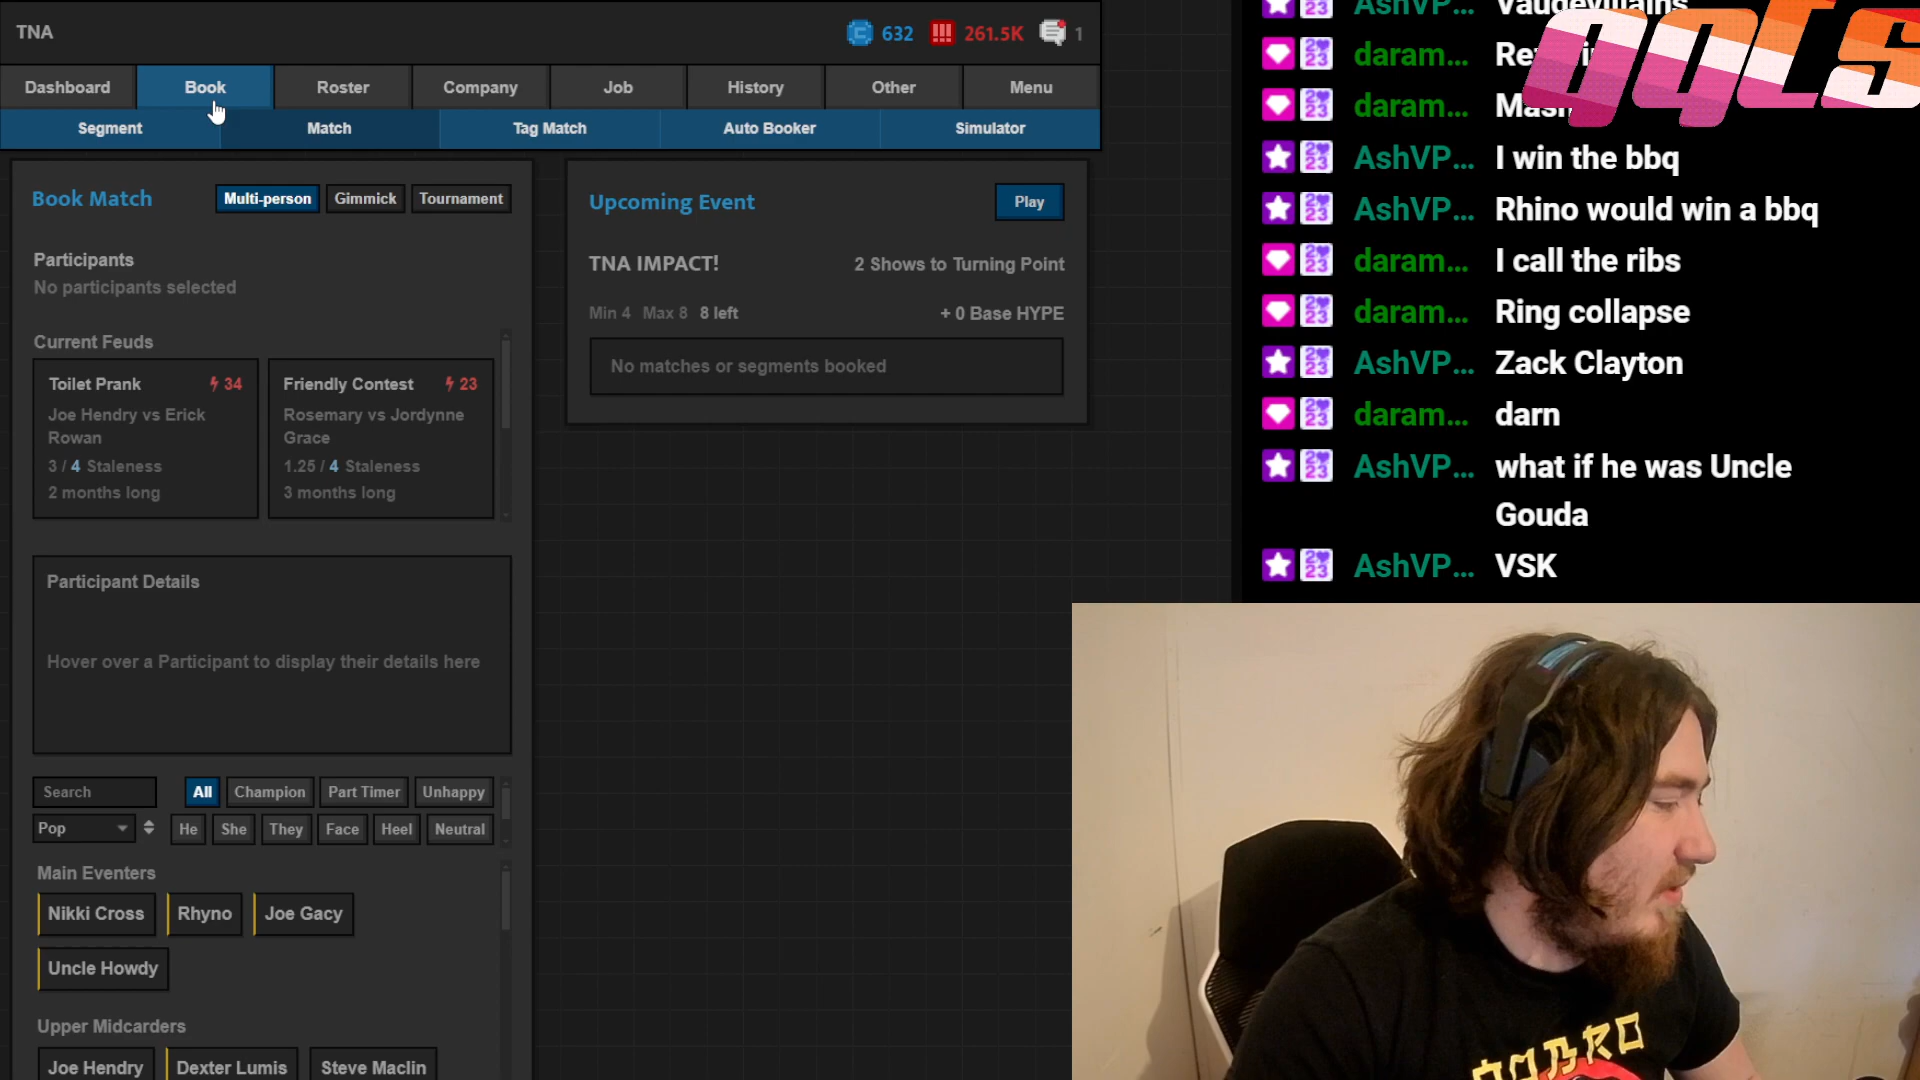 TNA
632
261.5K
1
Dashboard
Book
Roster
Company
Job
History
Other
Menu
Segment
Match
Tag Match
Auto Booker
Simulator
Book Match
Multi-person
Gimmick
Tournament
Participants
No participants selected
Current Feuds
Toilet Prank 34
Joe Hendry vs Erick
Rowan
3 / 4 Staleness
2 months long
Friendly Contest 23
Rosemary vs Jordynne
Grace
1.25 / 4 Staleness
3 months long
Participant Details
Hover over a Participant to display their details here
Search
All
Champion
Part Timer
Unhappy
Pop
He
She
They
Face
Heel
Neutral
Main Eventers
Nikki Cross
Rhyno
Joe Gacy
Uncle Howdy
Upper Midcarders
Joe Hendry
Dexter Lumis
Steve Maclin
Upcoming Event
Play
TNA IMPACT!
2 Shows to Turning Point
Min 4 Max 8 8 left
+ 0 Base HYPE
No matches or segments booked
AshVP... Vaudevillains
daram...
daram...
AshVP... I win the bbq
AshVP... Rhino would win a bbq
daram... I call the ribs
daram... Ring collapse
AshVP... Zack Clayton
daram... darn
AshVP... what if he was Uncle
Gouda
AshVP... VSK